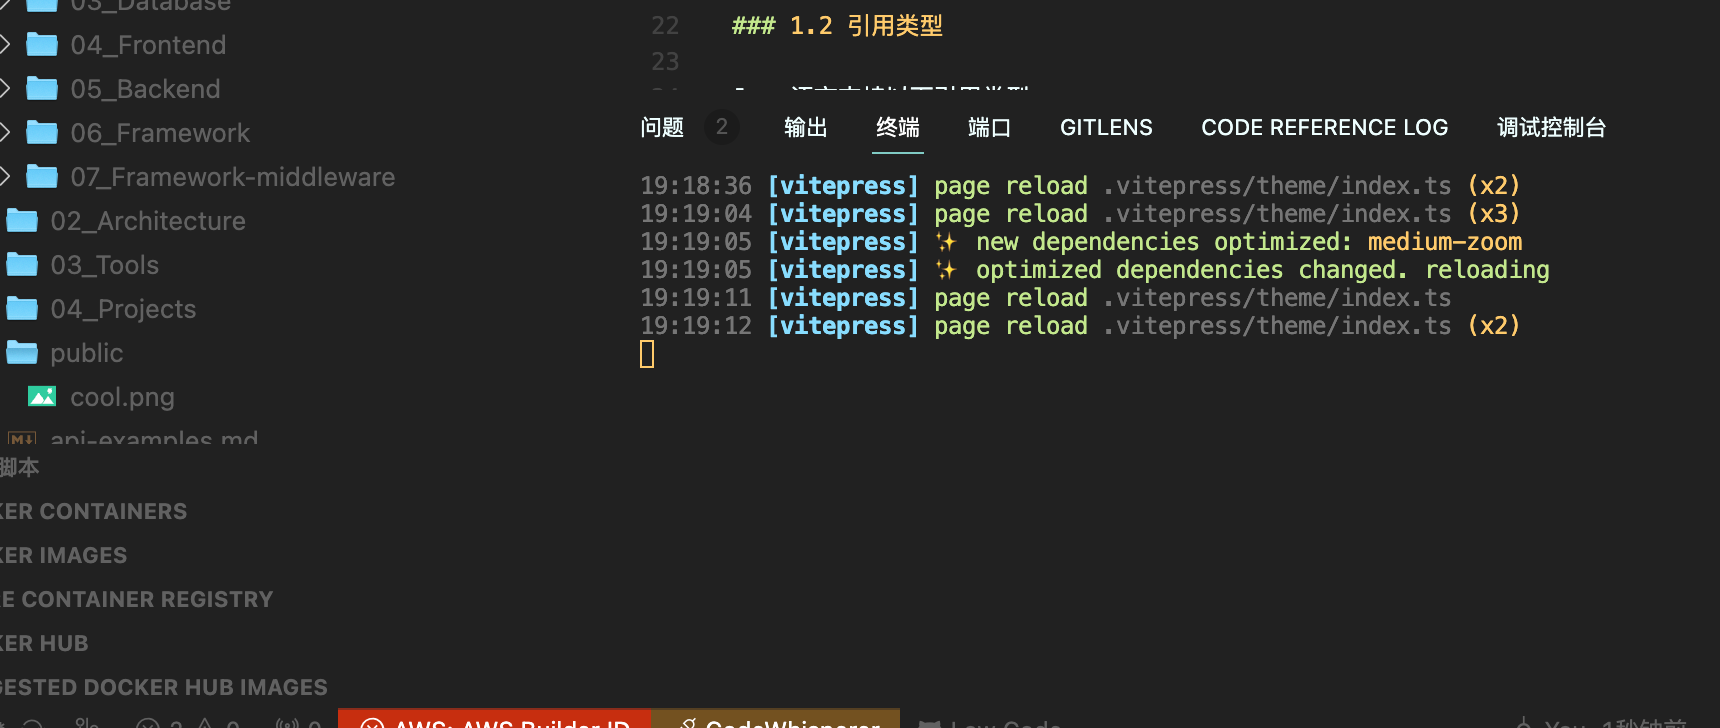 03_Database
04_Frontend
05_Backend
06_Framework
07_Framework-middleware
02_Architecture
03_Tools
04_Projects
public
cool.png
api-examples.md
脚本
KER CONTAINERS
KER IMAGES
RE CONTAINER REGISTRY
KER HUB
GESTED DOCKER HUB IMAGES
22 ### 1.2 引用类型
23
问题 2 输出 终端 端口 GITLENS CODE REFERENCE LOG 调试控制台
19:18:36 [vitepress] page reload .vitepress/theme/index.ts (x2)
19:19:04 [vitepress] page reload .vitepress/theme/index.ts (x3)
19:19:05 [vitepress] ✨ new dependencies optimized: medium-zoom
19:19:05 [vitepress] ✨ optimized dependencies changed. reloading
19:19:11 [vitepress] page reload .vitepress/theme/index.ts
19:19:12 [vitepress] page reload .vitepress/theme/index.ts (x2)
2 0 0 AWS: AWS Builder ID CodeWhisperer Low Code You, 1秒钟前